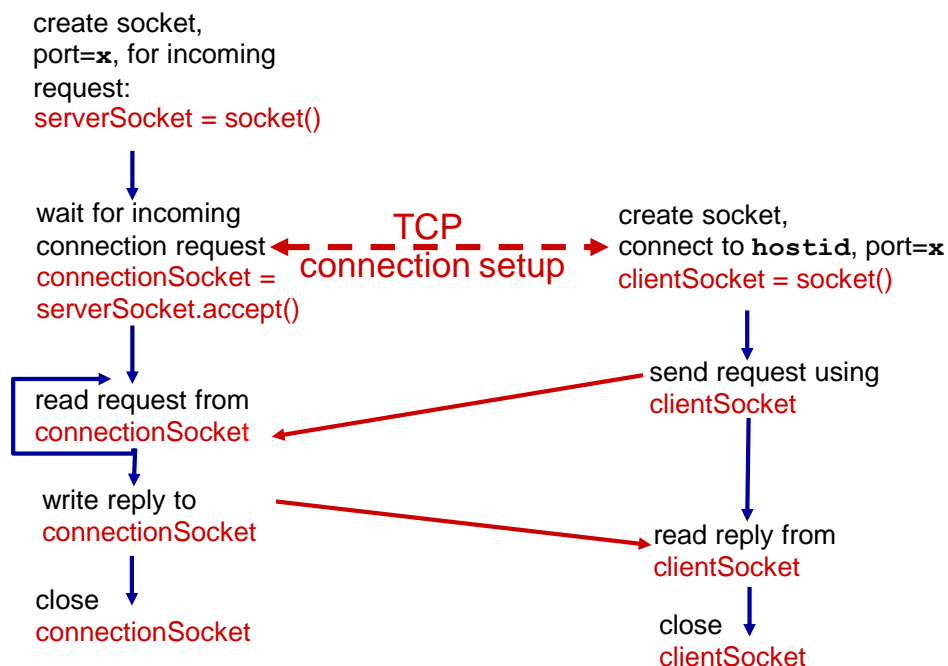 create socket,
port=x, for incoming
request:
serverSocket = socket()
wait for incoming
connection request
connectionSocket =
serverSocket.accept()
TCP
connection setup
create socket,
connect to hostid, port=x
clientSocket = socket()
read request from
connectionSocket
send request using
clientSocket
write reply to
connectionSocket
read reply from
clientSocket
close
connectionSocket
close
clientSocket